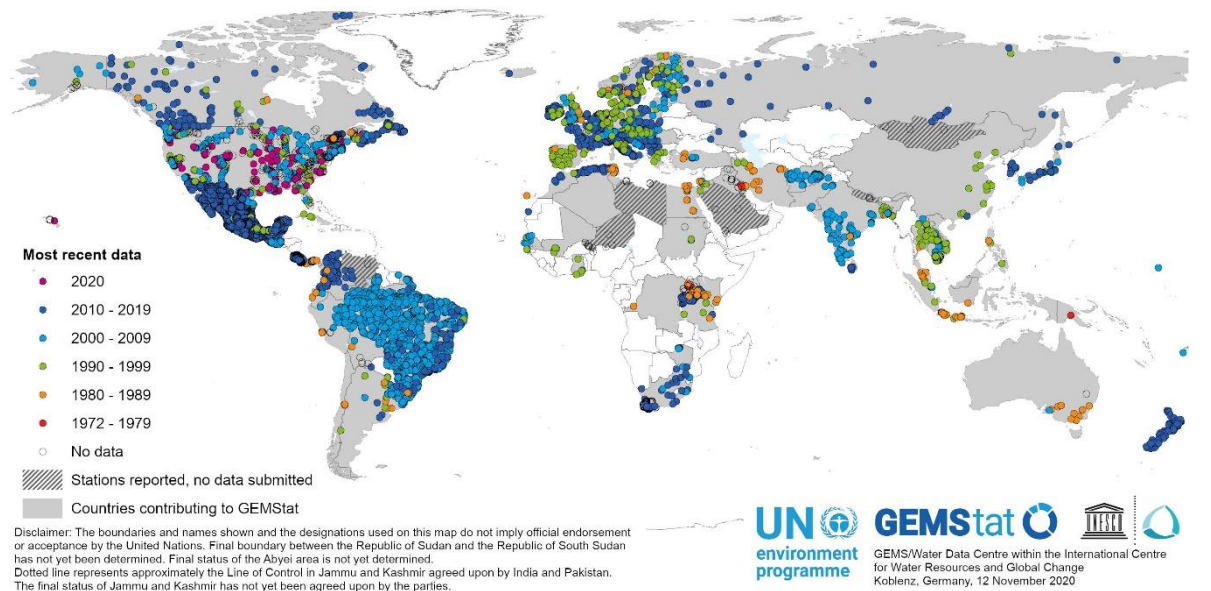 Most recent data
2020
2010 - 2019
2000 - 2009
1990 - 1999
1980 - 1989
1972 - 1979
No data
Stations reported, no data submitted
Countries contributing to GEMStat
Disclaimer: The boundaries and names shown and the designations used on this map do not imply official endorsement
or acceptance by the United Nations. Final boundary between the Republic of Sudan and the Republic of South Sudan
has not yet been determined. Final status of the Abyei area is not yet determined.
Dotted line represents approximately the Line of Control in Jammu and Kashmir agreed upon by India and Pakistan.
The final status of Jammu and Kashmir has not yet been agreed upon by the parties.
UN
environment
programme
GEMStat
UNESCO
GEMS/Water Data Centre within the International Centre
for Water Resources and Global Change
Koblenz, Germany, 12 November 2020